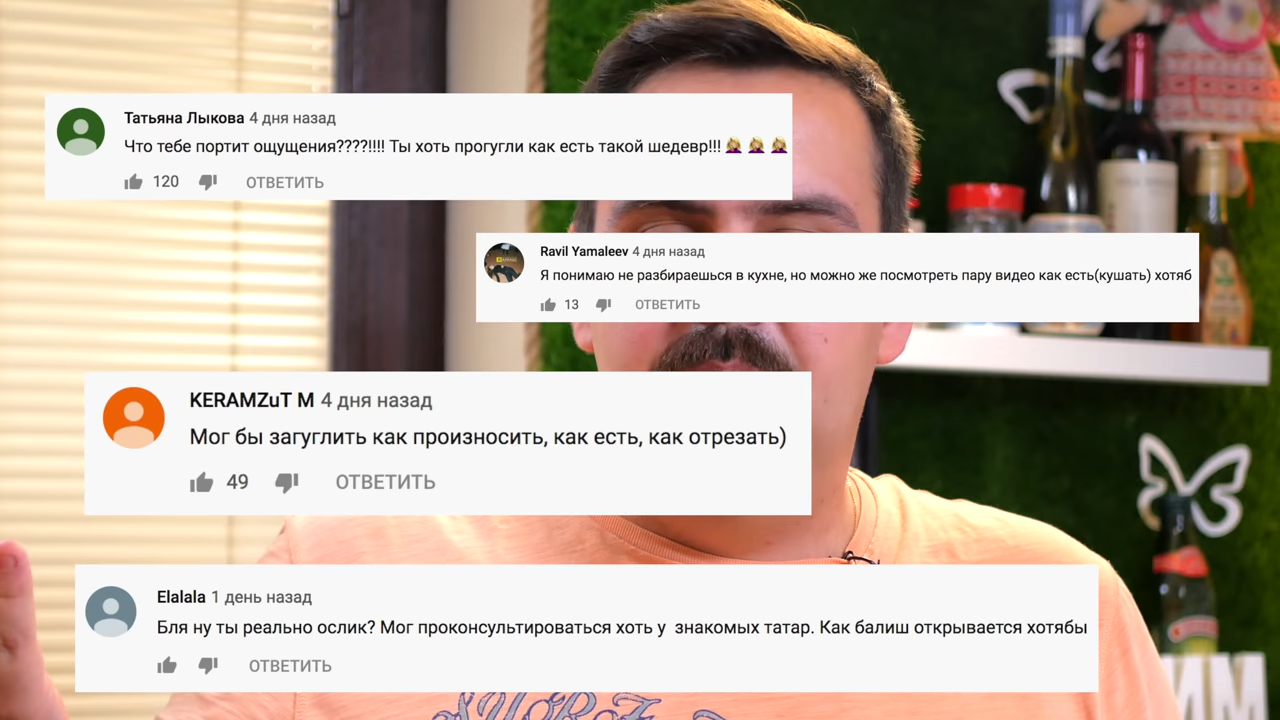 Татьяна Лыкова 4 дня назад
Что тебе портит ощущения????!!!! Ты хоть прогугли как есть такой шедевр!!! 🤦🏼‍♀️ 🤦🏼‍♀️ 🤦🏼‍♀️
120 ОТВЕТИТЬ
Ravil Yamaleev 4 дня назад
Я понимаю не разбираешься в кухне, но можно же посмотреть пару видео как есть(кушать) хотяб
13 ОТВЕТИТЬ
KERAMZuT M 4 дня назад
Мог бы загуглить как произносить, как есть, как отрезать)
49 ОТВЕТИТЬ
Elalala 1 день назад
Бля ну ты реально ослик? Мог проконсультироваться хоть у знакомых татар. Как балиш открывается хотябы
ОТВЕТИТЬ